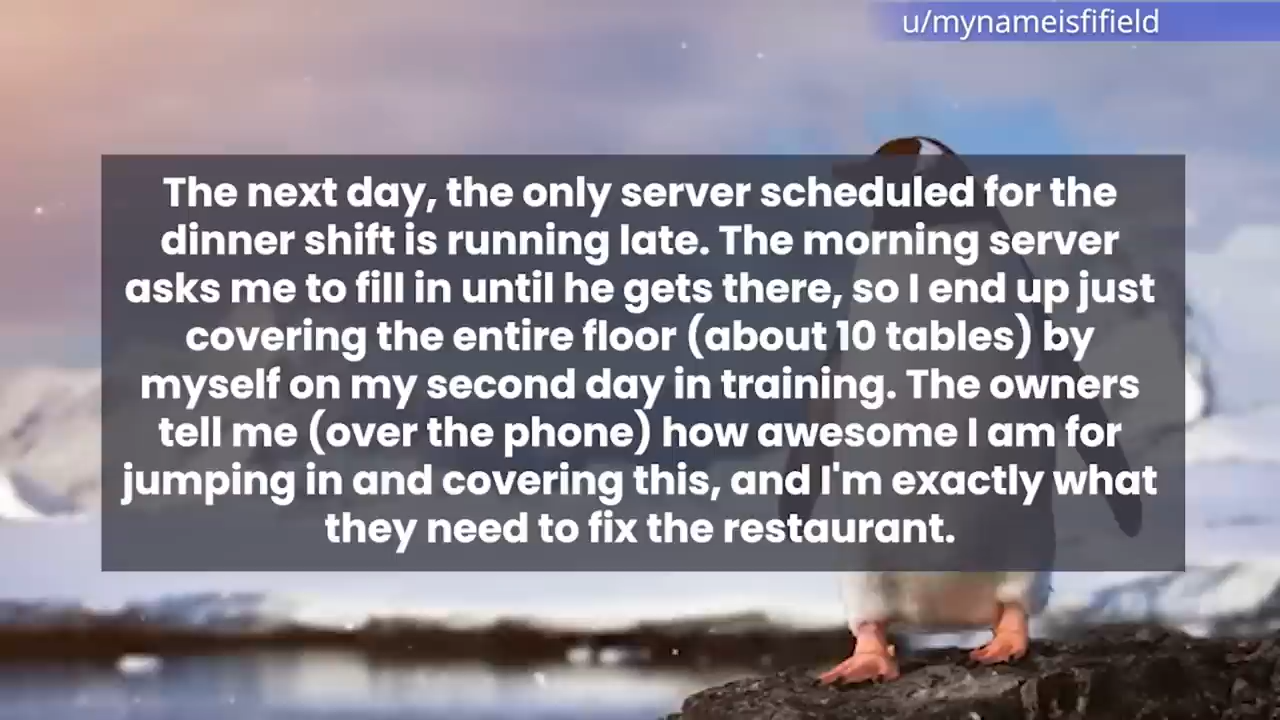 u/mynameisfifield
The next day, the only server scheduled for the
dinner shift is running late. The morning server
asks me to fill in until he gets there, so I end up just
covering the entire floor (about 10 tables) by
myself on my second day in training. The owners
tell me (over the phone) how awesome I am for
jumping in and covering this, and I'm exactly what
they need to fix the restaurant.